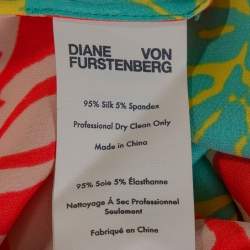 DIANE VON
FURSTENBERG
95% Silk 5% Spandex
Professional Dry Clean Only
Made in China
95% Soie 5% Élasthanne
Nettoyage À Sec Professionnel
Seulement
Fabriqué en Chine